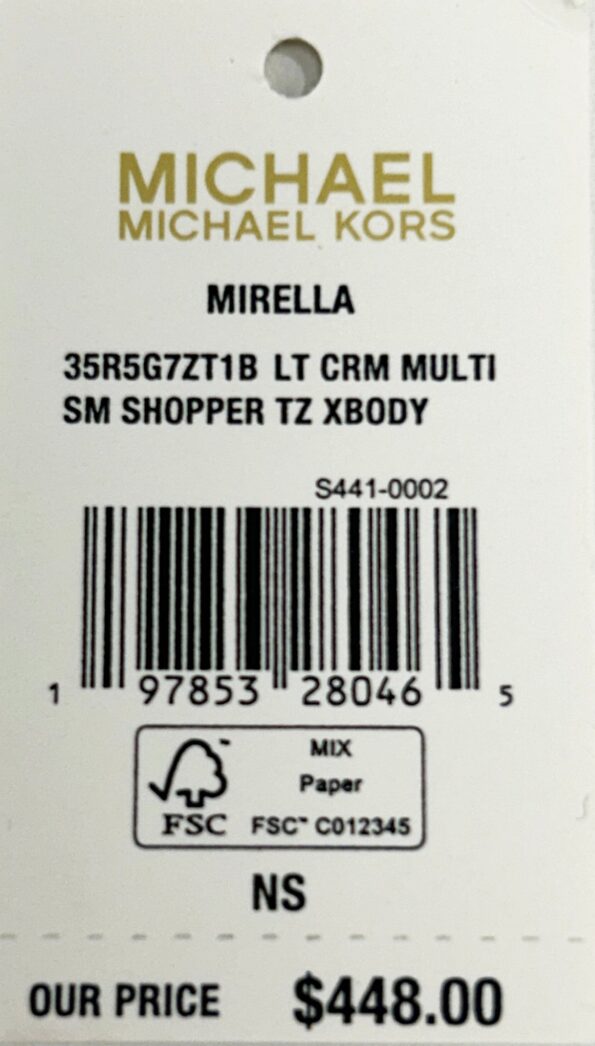 MICHAEL
MICHAEL KORS
MIRELLA
35R5G7ZT1B LT CRM MULTI
SM SHOPPER TZ XBODY
S441-0002
1 97853 28046 5
MIX
Paper
FSC™ C012345
FSC
NS
OUR PRICE $448.00